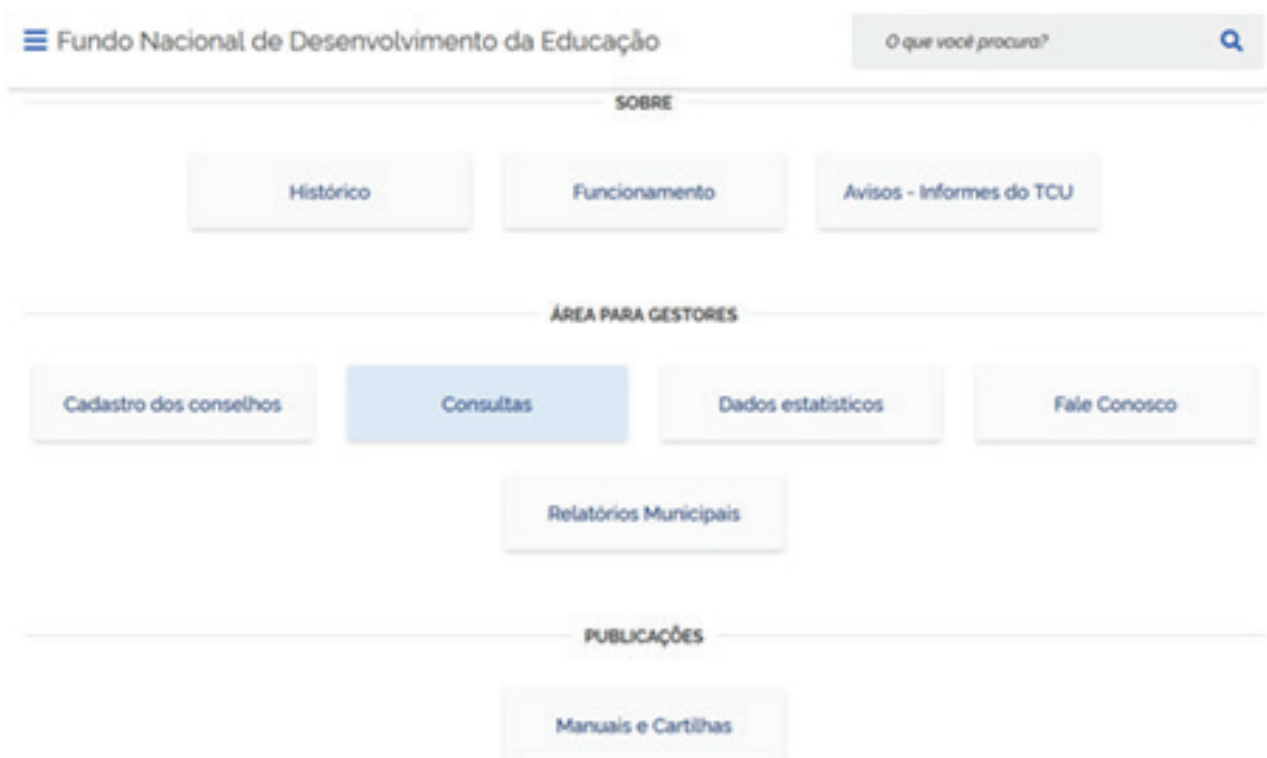 Fundo Nacional de Desenvolvimento da Educação
O que você procura?
SOBRE
Histórico
Funcionamento
Avisos - Informes do TCU
ÁREA PARA GESTORES
Cadastro dos conselhos
Consultas
Dados estatísticos
Fale Conosco
Relatórios Municipais
PUBLICAÇÕES
Manuais e Cartilhas